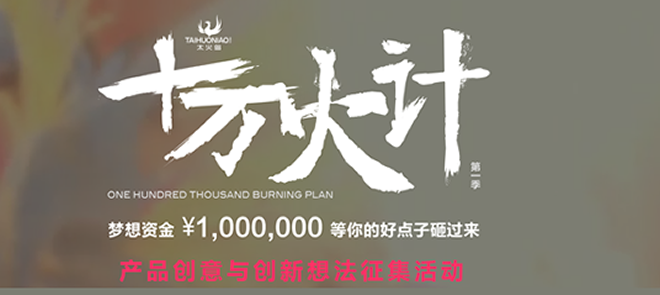 TAIHUONIAO!
太火鸟
十万火计
第一季
ONE HUNDRED THOUSAND BURNING PLAN
梦想资金 ¥1,000,000 等你的好点子砸过来
产品创意与创新想法征集活动